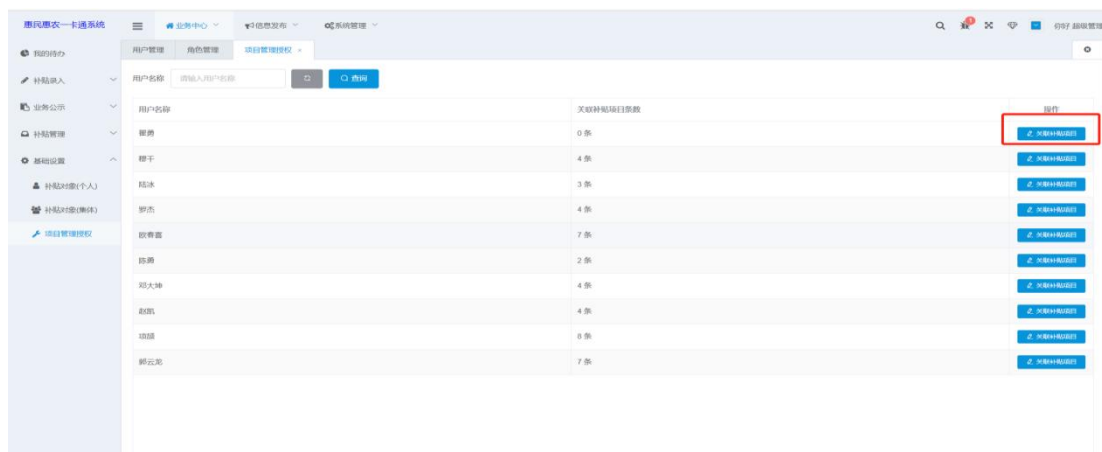 惠民惠农一卡通系统
业务中心
信息发布
系统管理
你好 超级管理
我的待办
用户管理
角色管理
项目管理授权
补贴录入
用户名称
请输入用户名称
查询
业务公示
用户名称
关联补贴项目条数
操作
补贴管理
0 条
关联补贴项目
基础设置
4 条
关联补贴项目
补贴对象(个人)
陆冰
3 条
关联补贴项目
补贴对象(集体)
罗杰
4 条
关联补贴项目
项目管理授权
7 条
关联补贴项目
陈勇
2 条
关联补贴项目
邓大坤
4 条
关联补贴项目
赵凯
4 条
关联补贴项目
8 条
关联补贴项目
郭云龙
7 条
关联补贴项目